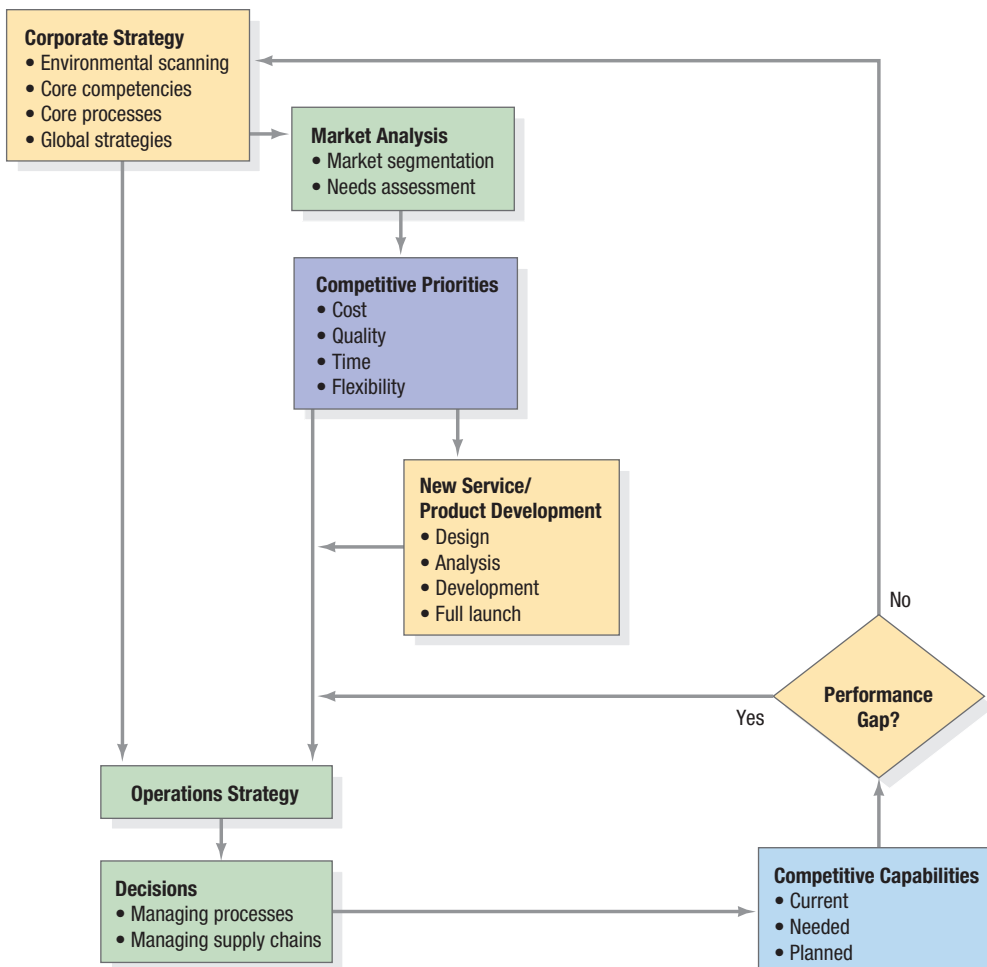 Corporate Strategy
• Environmental scanning
• Core competencies
• Core processes
• Global strategies
Market Analysis
• Market segmentation
• Needs assessment
Competitive Priorities
• Cost
• Quality
• Time
• Flexibility
New Service/
Product Development
• Design
• Analysis
• Development
• Full launch
No
Performance
Gap?
Yes
Operations Strategy
Decisions
• Managing processes
• Managing supply chains
Competitive Capabilities
• Current
• Needed
• Planned